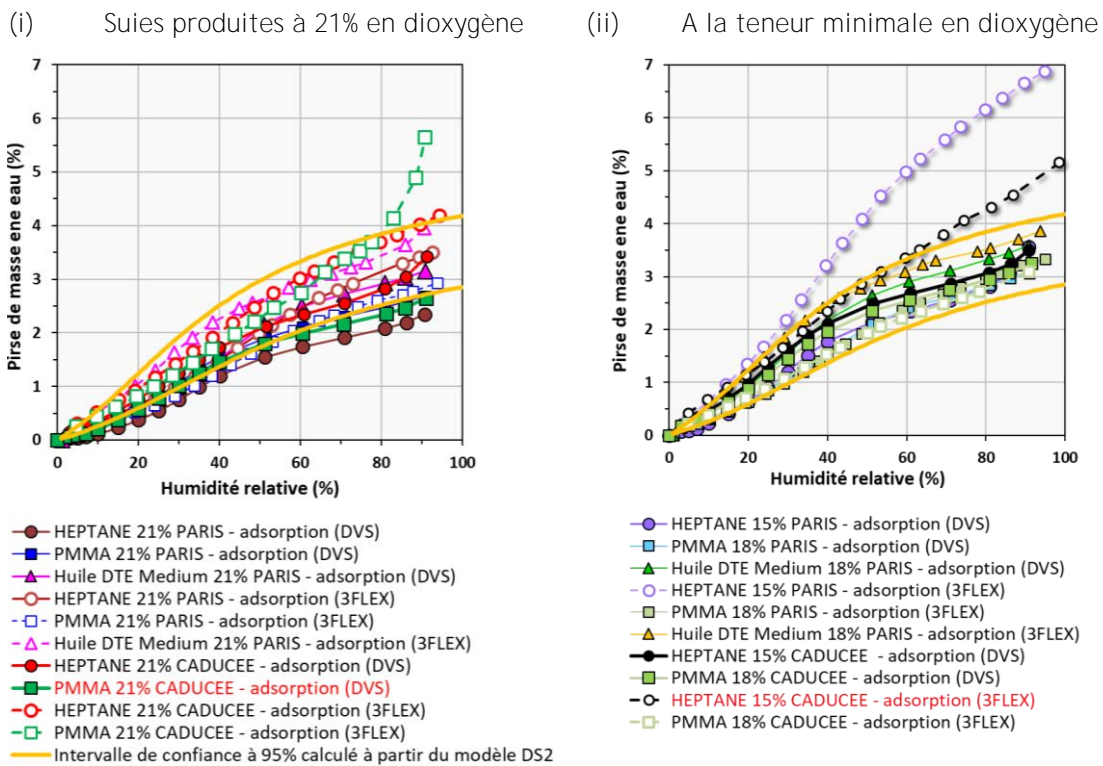 (i) Suies produites à 21% en dioxygène
(ii) A la teneur minimale en dioxygène
7
6
5
4
3
2
1
0
Pirse de masse ene eau (%)
0 20 40 60 80 100
Humidité relative (%)
7
6
5
4
3
2
1
0
Pirse de masse ene eau (%)
0 20 40 60 80 100
Humidité relative (%)
HEPTANE 21% PARIS - adsorption (DVS)
PMMA 21% PARIS - adsorption (DVS)
Huile DTE Medium 21% PARIS - adsorption (DVS)
HEPTANE 21% PARIS - adsorption (3FLEX)
PMMA 21% PARIS - adsorption (3FLEX)
Huile DTE Medium 21% PARIS - adsorption (3FLEX)
HEPTANE 21% CADUCEE - adsorption (DVS)
PMMA 21% CADUCEE - adsorption (DVS)
HEPTANE 21% CADUCEE - adsorption (3FLEX)
PMMA 21% CADUCEE - adsorption (3FLEX)
Intervalle de confiance à 95% calculé à partir du modèle DS2
HEPTANE 15% PARIS - adsorption (DVS)
PMMA 18% PARIS - adsorption (DVS)
Huile DTE Medium 18% PARIS - adsorption (DVS)
HEPTANE 15% PARIS - adsorption (3FLEX)
PMMA 18% PARIS - adsorption (3FLEX)
Huile DTE Medium 18% PARIS - adsorption (3FLEX)
HEPTANE 15% CADUCEE - adsorption (DVS)
PMMA 18% CADUCEE - adsorption (DVS)
HEPTANE 15% CADUCEE - adsorption (3FLEX)
PMMA 18% CADUCEE - adsorption (3FLEX)